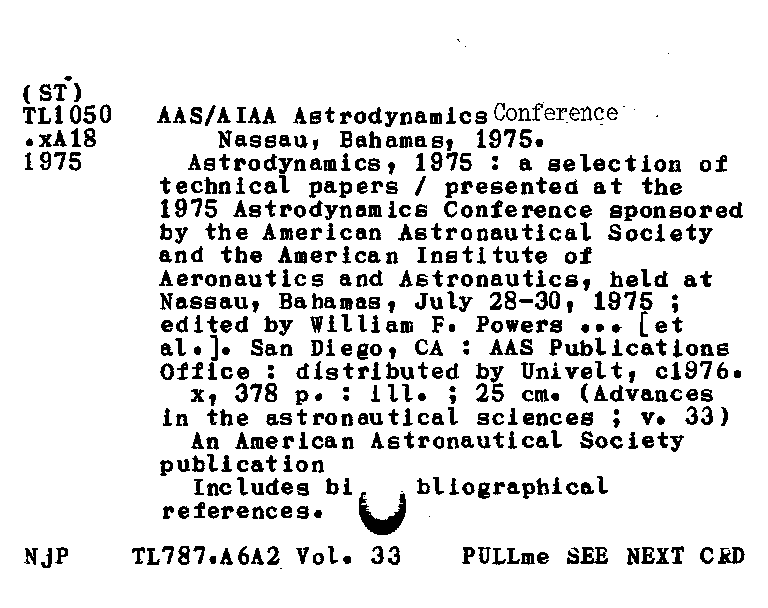 (ST)
TL1050 AAS/AIAA Astrodynamics Conference
.xA18 Nassau, Bahamas, 1975.
1975 Astrodynamics, 1975 : a selection of
technical papers / presented at the
1975 Astrodynamics Conference sponsored
by the American Astronautical Society
and the American Institute of
Aeronautics and Astronautics, held at
Nassau, Bahamas, July 28-30, 1975 ;
edited by William F. Powers ... [et
al.]. San Diego, CA : AAS Publications
Office : distributed by Univelt, c1976.
x, 378 p. : ill. ; 25 cm. (Advances
in the astronautical sciences ; v. 33)
An American Astronautical Society
publication
Includes bi bliographical
references.
NjP TL787.A6A2 Vol. 33 PULLme SEE NEXT CRD